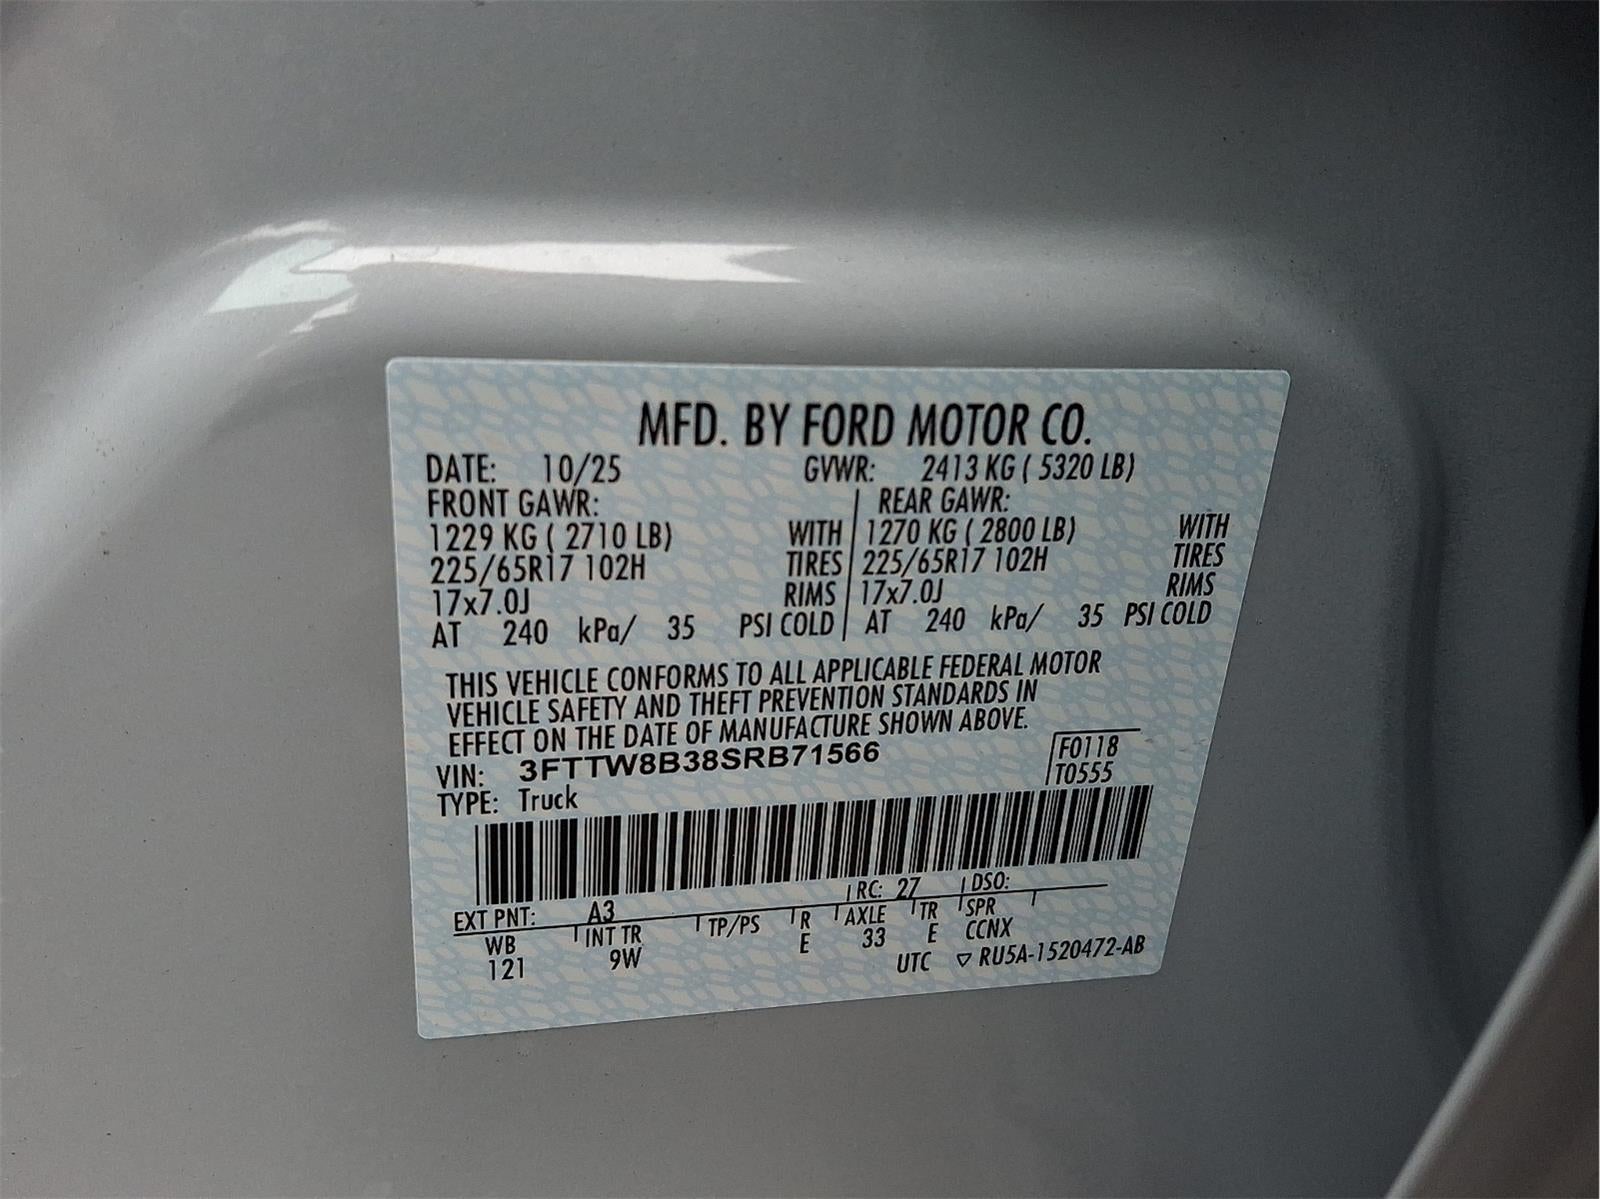 MFD. BY FORD MOTOR CO.
DATE: 10/25 GVWR: 2413 KG ( 5320 LB)
FRONT GAWR: REAR GAWR:
1229 KG ( 2710 LB) WITH 1270 KG ( 2800 LB) WITH
225/65R17 102H TIRES 225/65R17 102H TIRES
17x7.0J RIMS 17x7.0J RIMS
AT 240 kPa/ 35 PSI COLD AT 240 kPa/ 35 PSI COLD
THIS VEHICLE CONFORMS TO ALL APPLICABLE FEDERAL MOTOR
VEHICLE SAFETY AND THEFT PREVENTION STANDARDS IN
EFFECT ON THE DATE OF MANUFACTURE SHOWN ABOVE.
VIN: 3FTTW8B38SRB71566 F0118
TYPE: Truck T0555
EXT PNT: A3 RC: 27 DSO:
WB INT TR TP/PS R AXLE TR SPR
121 9W E 33 E CCNX
UTC ▽ RU5A-1520472-AB